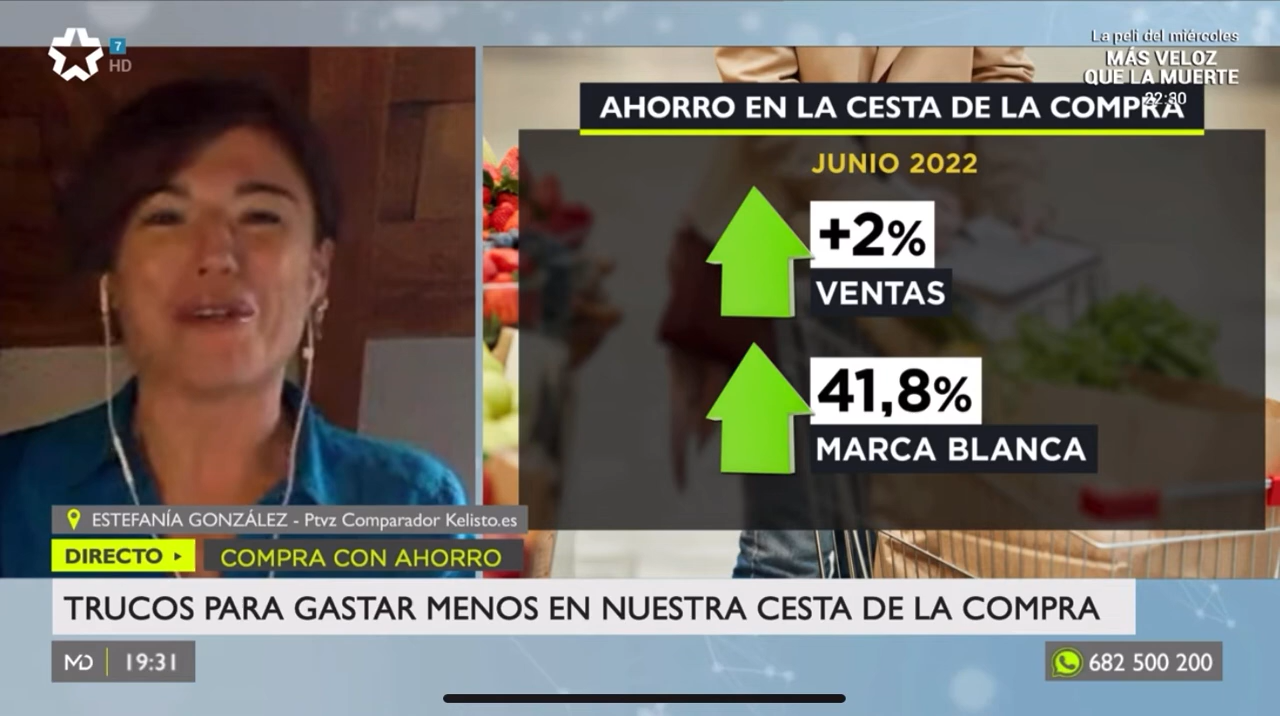 7
HD
La peli del miércoles
MÁS VELOZ
QUE LA MUERTE
22:30
AHORRO EN LA CESTA DE LA COMPRA
JUNIO 2022
+2%
VENTAS
41,8%
MARCA BLANCA
ESTEFANÍA GONZÁLEZ - Ptvz Comparador Kelisto.es
DIRECTO
COMPRA CON AHORRO
TRUCOS PARA GASTAR MENOS EN NUESTRA CESTA DE LA COMPRA
MD 19:31
682 500 200